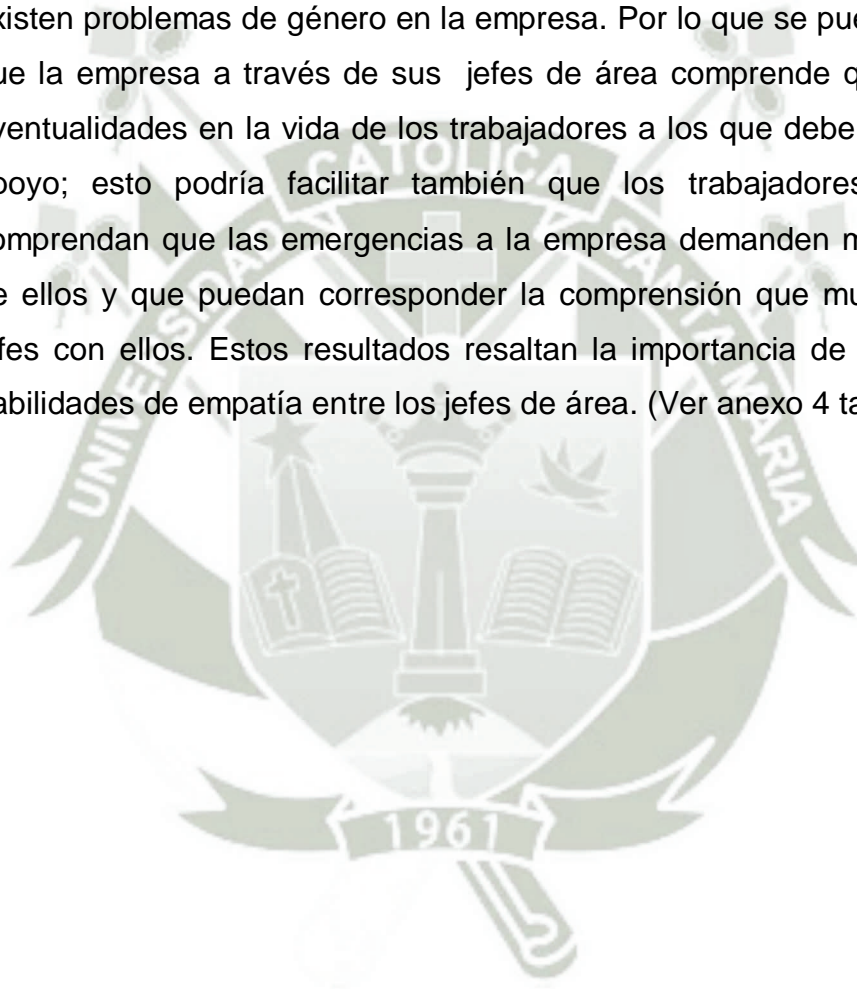 xisten problemas de género en la empresa. Por lo que se pue
ue la empresa a través de sus jefes de área comprende q
ventualidades en la vida de los trabajadores a los que debe
poyo; esto podría facilitar también que los trabajadores
omprendan que las emergencias a la empresa demanden m
e ellos y que puedan corresponder la comprensión que mu
fes con ellos. Estos resultados resaltan la importancia de
abilidades de empatía entre los jefes de área. (Ver anexo 4 ta
UNIVERSIDAD CATOLICA SANTA MARIA
1961